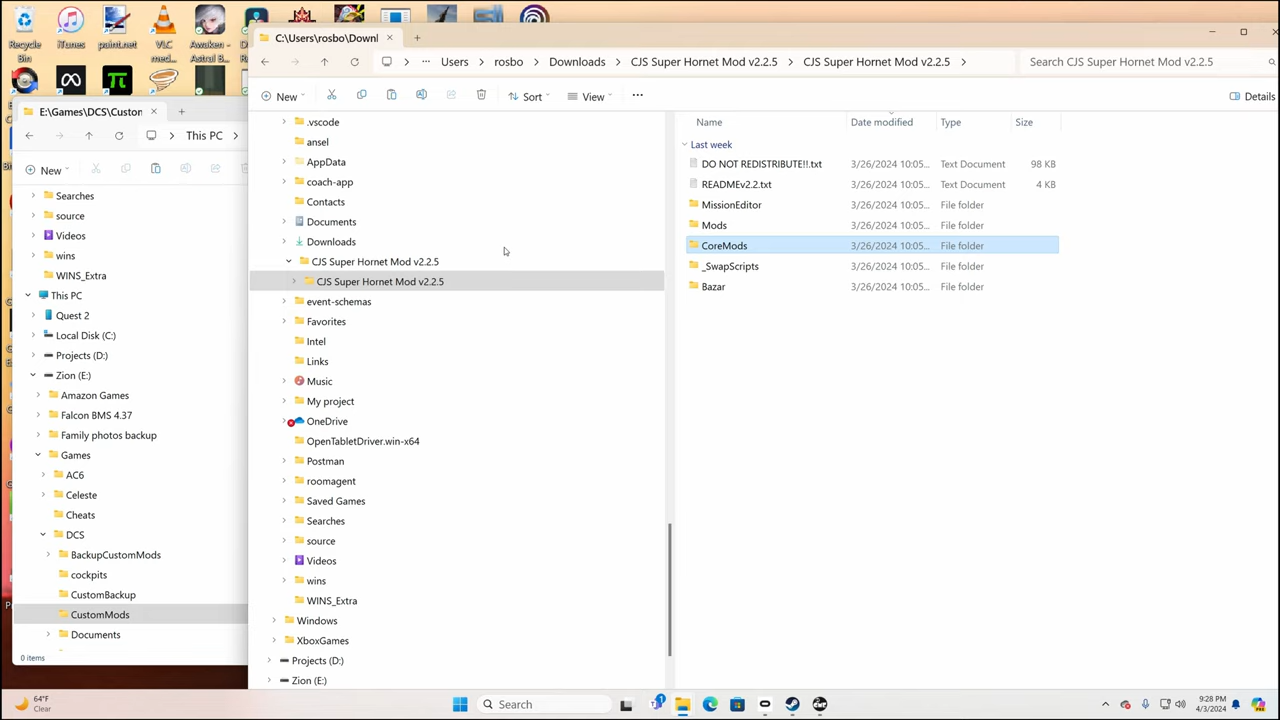 Recycle Bin
iTunes
paint.net
VLC med...
Awaken - Astral B...
C:\Users\rosbo\Downl
Users
rosbo
Downloads
CJS Super Hornet Mod v2.2.5
CJS Super Hornet Mod v2.2.5
Search CJS Super Hornet Mod v2.2.5
New
Sort
View
Details
E:\Games\DCS\Custom
This PC
New
Searches
source
Videos
wins
WINS_Extra
This PC
Quest 2
Local Disk (C:)
Projects (D:)
Zion (E:)
Amazon Games
Falcon BMS 4.37
Family photos backup
Games
AC6
Celeste
Cheats
DCS
BackupCustomMods
cockpits
CustomBackup
CustomMods
Documents
0 items
.vscode
ansel
AppData
coach-app
Contacts
Documents
Downloads
CJS Super Hornet Mod v2.2.5
CJS Super Hornet Mod v2.2.5
event-schemas
Favorites
Intel
Links
Music
My project
OneDrive
OpenTabletDriver.win-x64
Postman
roomagent
Saved Games
Searches
source
Videos
wins
WINS_Extra
Windows
XboxGames
Projects (D:)
Zion (E:)
Name Date modified Type Size
Last week
DO NOT REDISTRIBUTE!!.txt 3/26/2024 10:05... Text Document 98 KB
READMEv2.2.txt 3/26/2024 10:05... Text Document 4 KB
MissionEditor 3/26/2024 10:05... File folder
Mods 3/26/2024 10:05... File folder
CoreMods 3/26/2024 10:05... File folder
_SwapScripts 3/26/2024 10:05... File folder
Bazar 3/26/2024 10:05... File folder
64°F
Clear
Search
1
9:28 PM
4/3/2024